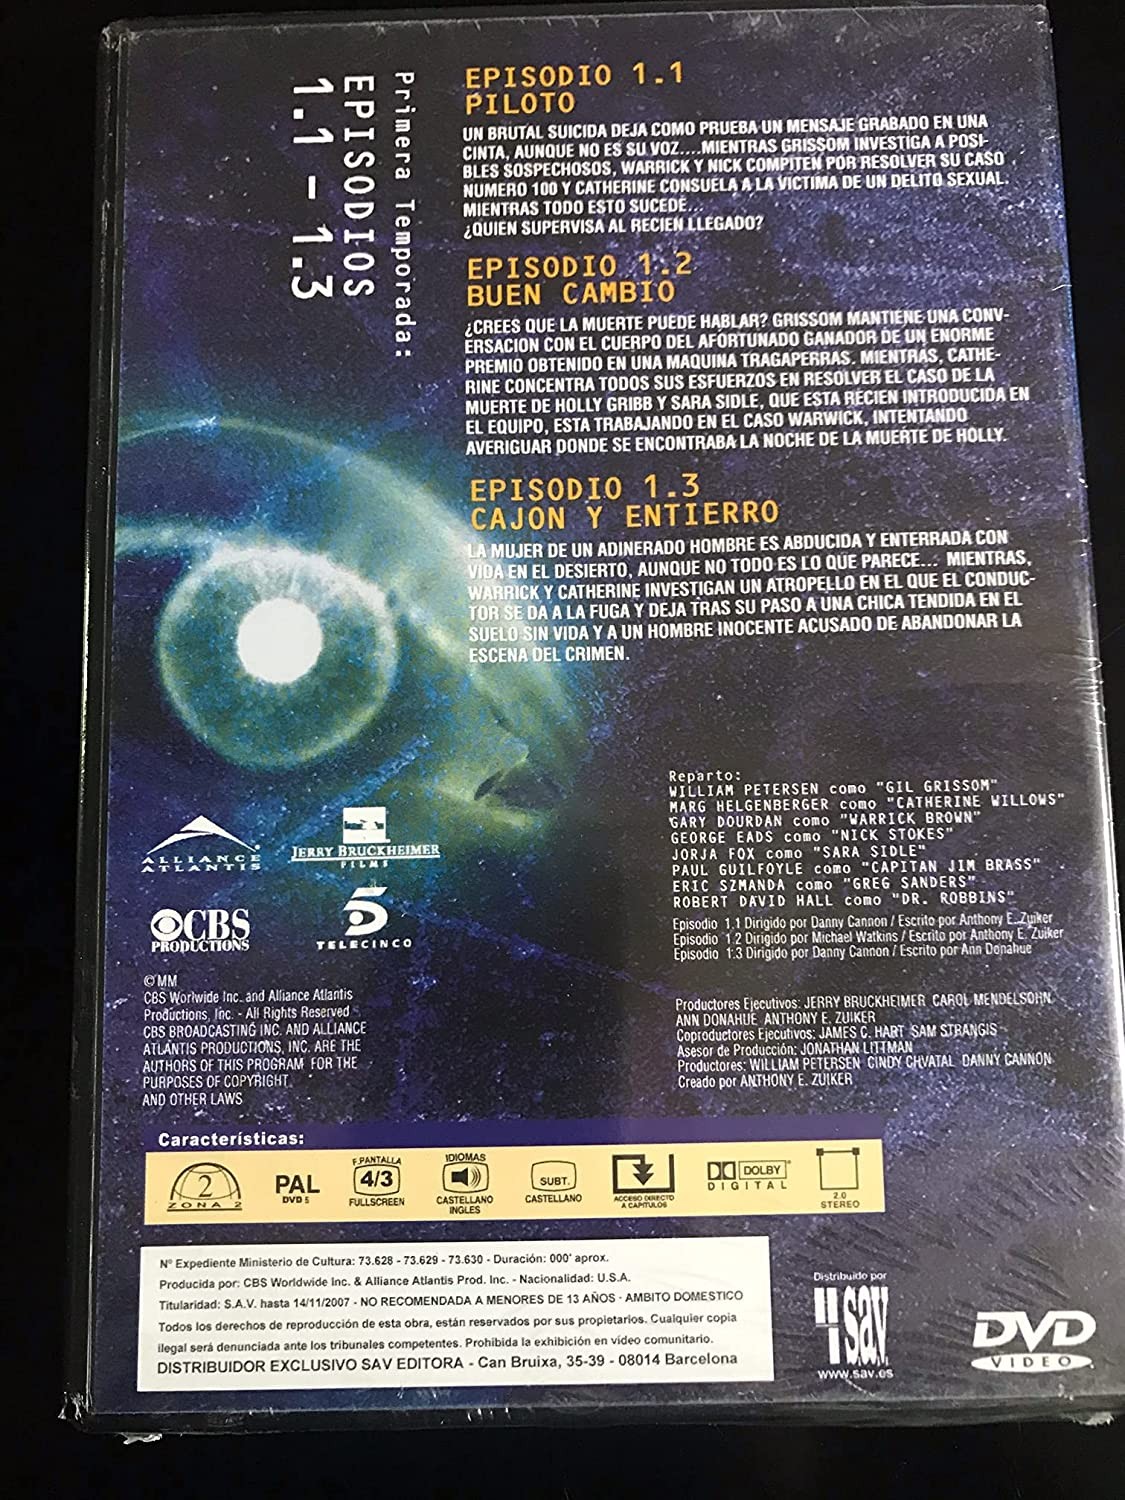 Primera Temporada:
EPISODIOS
1.1 - 1.3
EPISODIO 1.1
PILOTO
UN BRUTAL SUICIDA DEJA COMO PRUEBA UN MENSAJE GRABADO EN UNA
CINTA, AUNQUE NO ES SU VOZ....MIENTRAS GRISSOM INVESTIGA A POSI-
BLES SOSPECHOSOS, WARRICK Y NICK COMPITEN POR RESOLVER SU CASO
NUMERO 100 Y CATHERINE CONSUELA A LA VICTIMA DE UN DELITO SEXUAL.
MIENTRAS TODO ESTO SUCEDE...
¿QUIEN SUPERVISA AL RECIEN LLEGADO?
EPISODIO 1.2
BUEN CAMBIO
¿CREES QUE LA MUERTE PUEDE HABLAR? GRISSOM MANTIENE UNA CONV-
ERSACION CON EL CUERPO DEL AFORTUNADO GANADOR DE UN ENORME
PREMIO OBTENIDO EN UNA MAQUINA TRAGAPERRAS. MIENTRAS, CATHE-
RINE CONCENTRA TODOS SUS ESFUERZOS EN RESOLVER EL CASO DE LA
MUERTE DE HOLLY GRIBB Y SARA SIDLE, QUE ESTA RECIEN INTRODUCIDA EN
EL EQUIPO, ESTA TRABAJANDO EN EL CASO WARWICK, INTENTANDO
AVERIGUAR DONDE SE ENCONTRABA LA NOCHE DE LA MUERTE DE HOLLY.
EPISODIO 1.3
CAJON Y ENTIERRO
LA MUJER DE UN ADINERADO HOMBRE ES ABDUCIDA Y ENTERRADA CON
VIDA EN EL DESIERTO, AUNQUE NO TODO ES LO QUE PARECE... MIENTRAS,
WARRICK Y CATHERINE INVESTIGAN UN ATROPELLO EN EL QUE EL CONDUC-
TOR SE DA A LA FUGA Y DEJA TRAS SU PASO A UNA CHICA TENDIDA EN EL
SUELO SIN VIDA Y A UN HOMBRE INOCENTE ACUSADO DE ABANDONAR LA
ESCENA DEL CRIMEN.
Reparto:
WILLIAM PETERSEN como "GIL GRISSOM"
MARG HELGENBERGER como "CATHERINE WILLOWS"
GARY DOURDAN como "WARRICK BROWN"
GEORGE EADS como "NICK STOKES"
JORJA FOX como "SARA SIDLE"
PAUL GUILFOYLE como "CAPITAN JIM BRASS"
ERIC SZMANDA como "GREG SANDERS"
ROBERT DAVID HALL como "DR. ROBBINS"
Episodio 1.1 Dirigido por Danny Cannon / Escrito por Anthony E. Zuiker
Episodio 1.2 Dirigido por Michael Watkins / Escrito por Anthony E. Zuiker
Episodio 1:3 Dirigido por Danny Cannon / Escrito por Ann Donahue
Productores Ejecutivos: JERRY BRUCKHEIMER CAROL MENDELSOHN
ANN DONAHUE ANTHONY E. ZUIKER
Coproductores Ejecutivos: JAMES C. HART SAM STRANGIS
Asesor de Producción: JONATHAN LITTMAN
Productores: WILLIAM PETERSEN CINDY CHVATAL DANNY CANNON
Creado por ANTHONY E. ZUIKER
ALLIANCE
ATLANTIS
JERRY BRUCKHEIMER
FILMS
CBS
PRODUCTIONS
5
TELECINCO
©MM
CBS Worlwide Inc. and Alliance Atlantis
Productions, Inc. - All Rights Reserved
CBS BROADCASTING INC. AND ALLIANCE
ATLANTIS PRODUCTIONS, INC. ARE THE
AUTHORS OF THIS PROGRAM FOR THE
PURPOSES OF COPYRIGHT
AND OTHER LAWS
Características:
2
ZONA 2
PAL
DVD 5
F.PANTALLA
4/3
FULLSCREEN
IDIOMAS
CASTELLANO
INGLES
SUBT.
CASTELLANO
ACCESO DIRECTO
A CAPITULOS
DOLBY
DIGITAL
2.0
STEREO
Nº Expediente Ministerio de Cultura: 73.628 - 73.629 - 73.630 - Duración: 000' aprox.
Producida por: CBS Worldwide Inc. & Alliance Atlantis Prod. Inc. - Nacionalidad: U.S.A.
Titularidad: S.A.V. hasta 14/11/2007 - NO RECOMENDADA A MENORES DE 13 AÑOS · AMBITO DOMESTICO
Todos los derechos de reproducción de esta obra, están reservados por sus propietarios. Cualquier copia
ilegal será denunciada ante los tribunales competentes. Prohibida la exhibición en vídeo comunitario.
DISTRIBUIDOR EXCLUSIVO SAV EDITORA - Can Bruixa, 35-39 - 08014 Barcelona
Distribuido por
sav.
www.sav.es
DVD
VIDEO